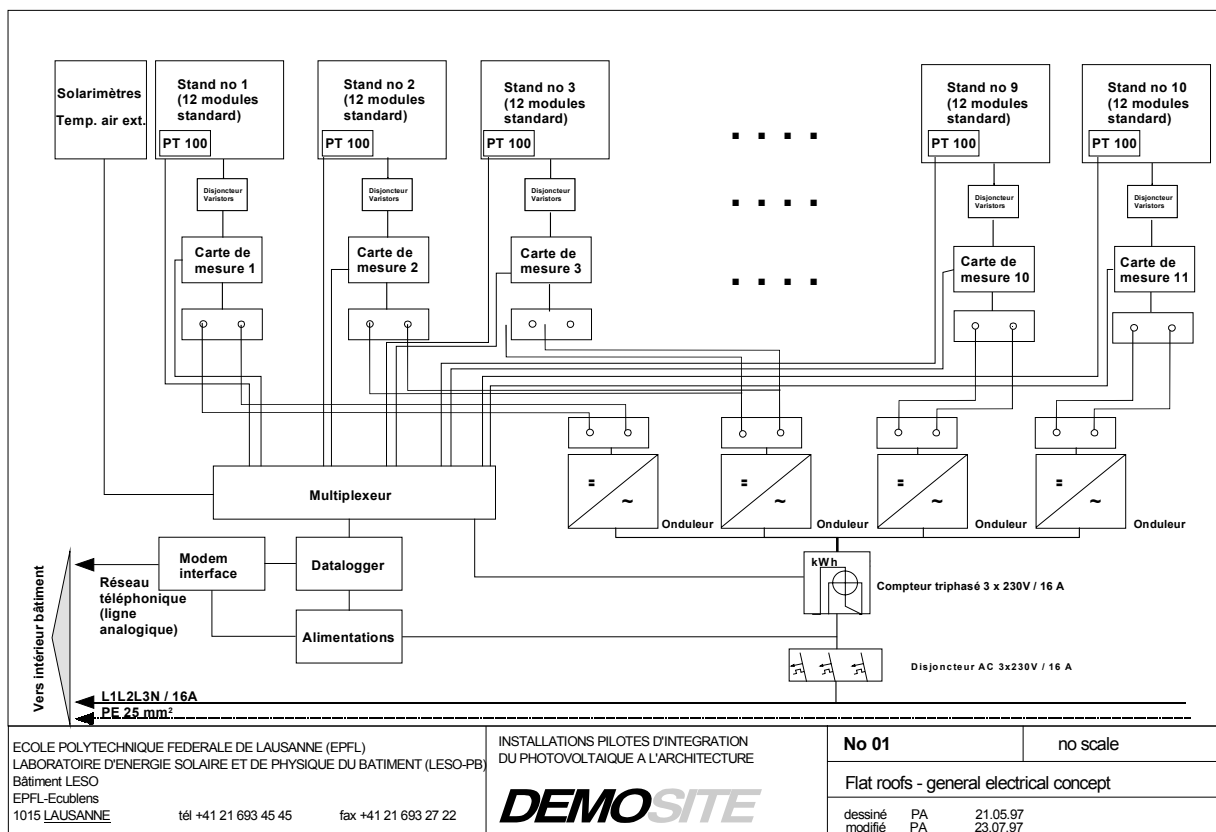 Solarimètres
Temp. air ext.
Stand no 1
(12 modules
standard)
PT 100
Stand no 2
(12 modules
standard)
PT 100
Stand no 3
(12 modules
standard)
PT 100
Stand no 9
(12 modules
standard)
PT 100
Stand no 10
(12 modules
standard)
PT 100
Disjoncteur
Varistors
Disjoncteur
Varistors
Disjoncteur
Varistors
Disjoncteur
Varistors
Disjoncteur
Varistors
Carte de
mesure 1
Carte de
mesure 2
Carte de
mesure 3
Carte de
mesure 10
Carte de
mesure 11
Multiplexeur
=
~
Onduleur
=
~
Onduleur
=
~
Onduleur
=
~
Onduleur
Modem
interface
Datalogger
Alimentations
kWh
Compteur triphasé 3 x 230V / 16 A
Disjoncteur AC 3x230V / 16 A
Réseau
téléphonique
(ligne
analogique)
Vers intérieur bâtiment
L1L2L3N / 16A
PE 25 mm²
ECOLE POLYTECHNIQUE FEDERALE DE LAUSANNE (EPFL)
LABORATOIRE D'ENERGIE SOLAIRE ET DE PHYSIQUE DU BATIMENT (LESO-PB)
Bâtiment LESO
EPFL-Ecublens
1015 LAUSANNE tél +41 21 693 45 45 fax +41 21 693 27 22
INSTALLATIONS PILOTES D'INTEGRATION
DU PHOTOVOLTAIQUE A L'ARCHITECTURE
DEMOSITE
No 01 no scale
Flat roofs - general electrical concept
dessiné PA 21.05.97
modifié PA 23.07.97